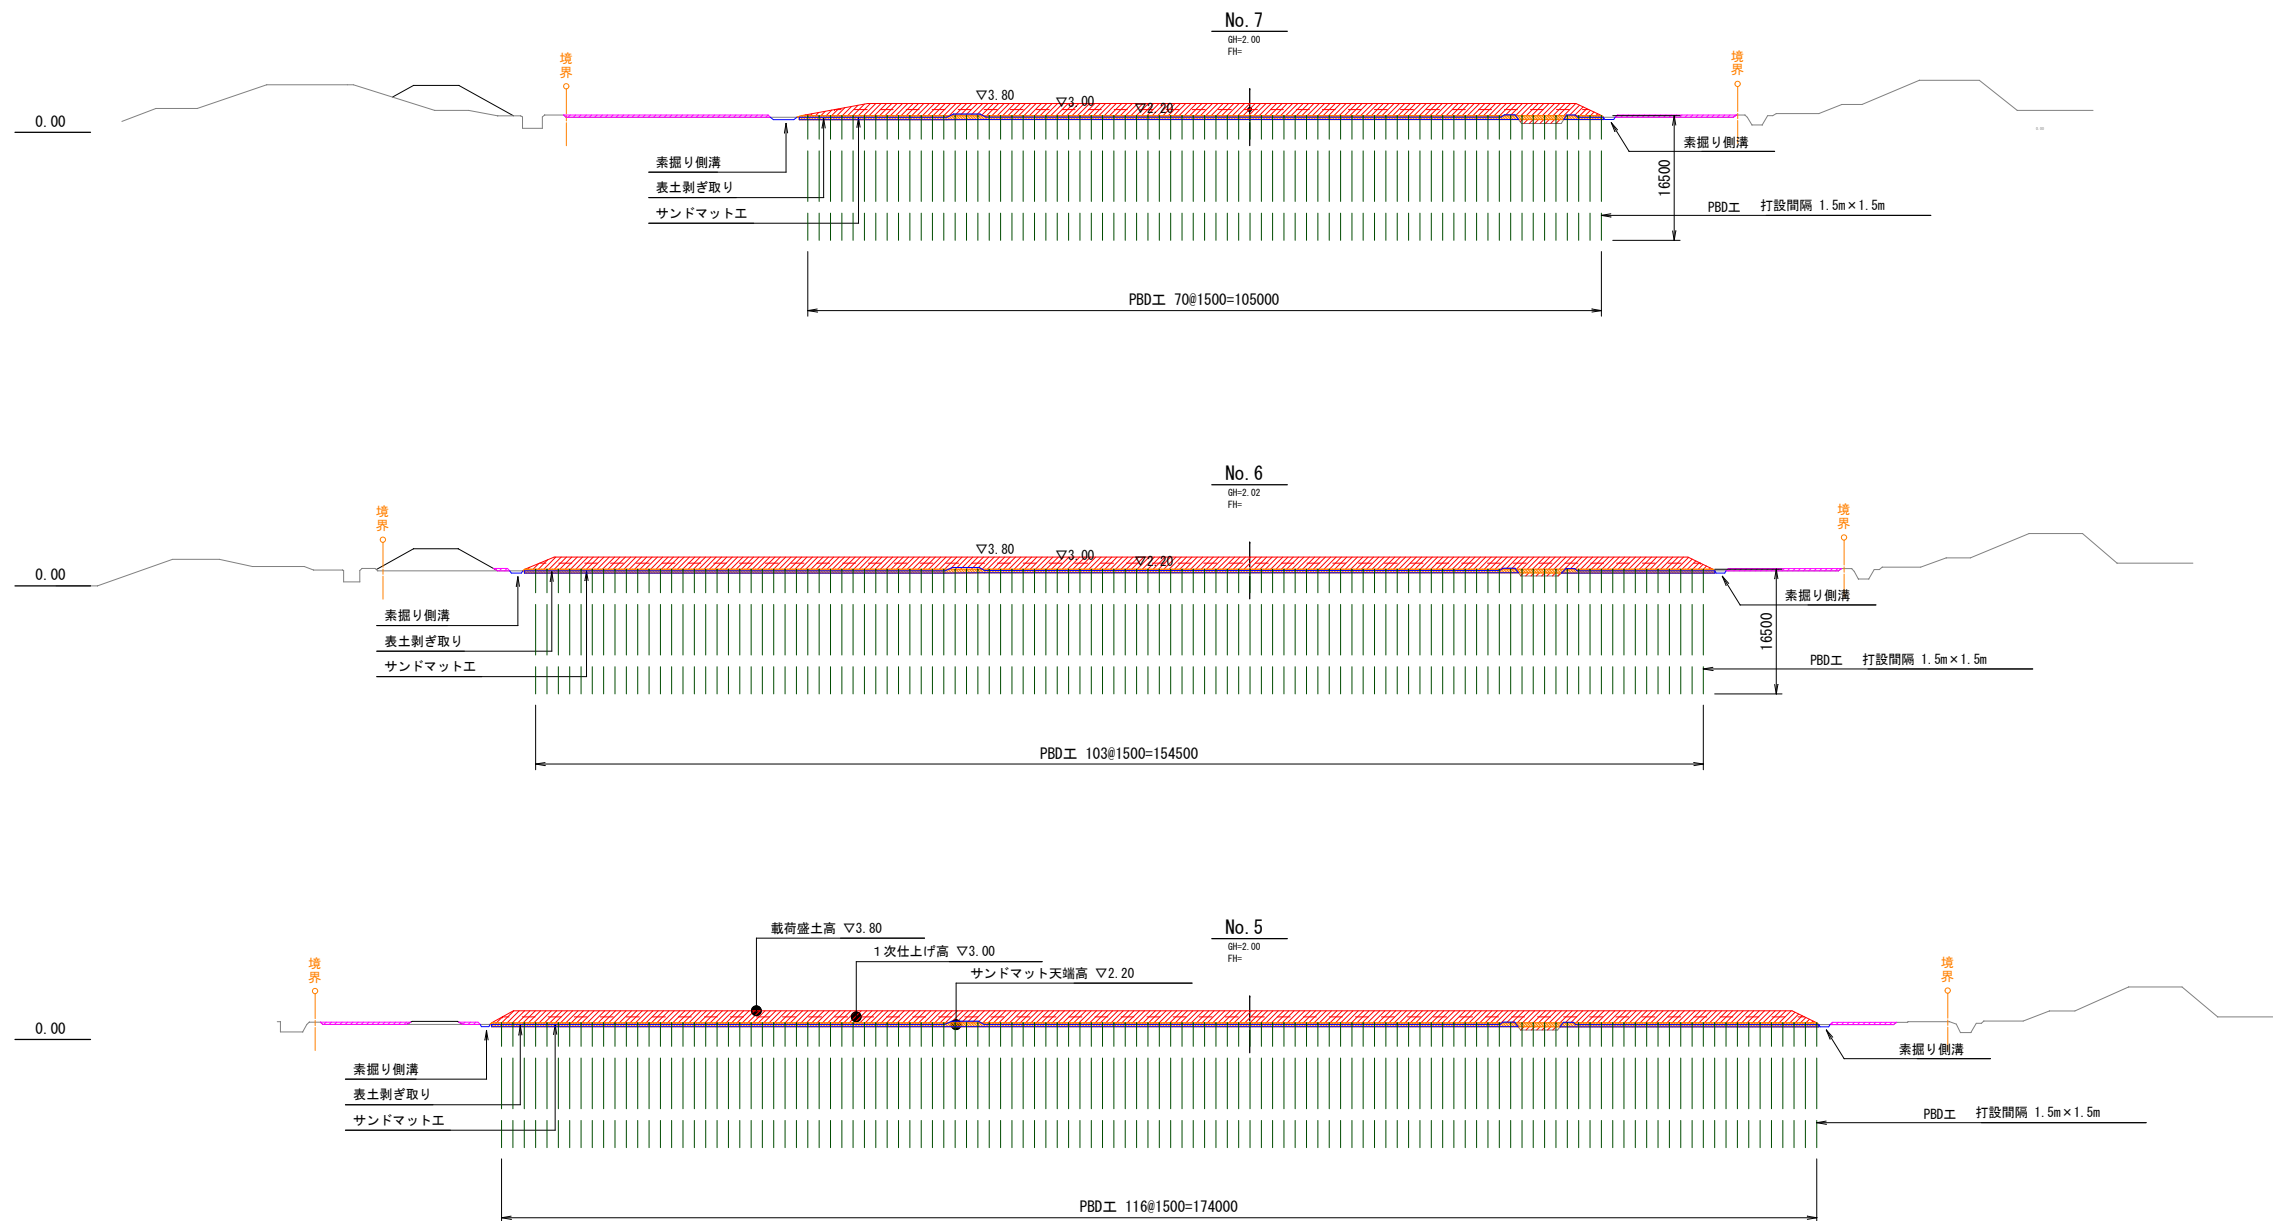 No.7
GH=2.00
FH=
境界
境界
▽3.80
▽3.00
▽2.20
0.00
素掘り側溝
表土剥ぎ取り
サンドマット工
素掘り側溝
16500
PBD工 打設間隔 1.5m×1.5m
PBD工 70@1500=105000
No.6
GH=2.02
FH=
境界
境界
▽3.80
▽3.00
▽2.20
0.00
素掘り側溝
表土剥ぎ取り
サンドマット工
素掘り側溝
16500
PBD工 打設間隔 1.5m×1.5m
PBD工 103@1500=154500
No.5
GH=2.00
FH=
載荷盛土高 ▽3.80
1次仕上げ高 ▽3.00
サンドマット天端高 ▽2.20
境界
境界
0.00
素掘り側溝
表土剥ぎ取り
サンドマット工
素掘り側溝
PBD工 打設間隔 1.5m×1.5m
PBD工 116@1500=174000